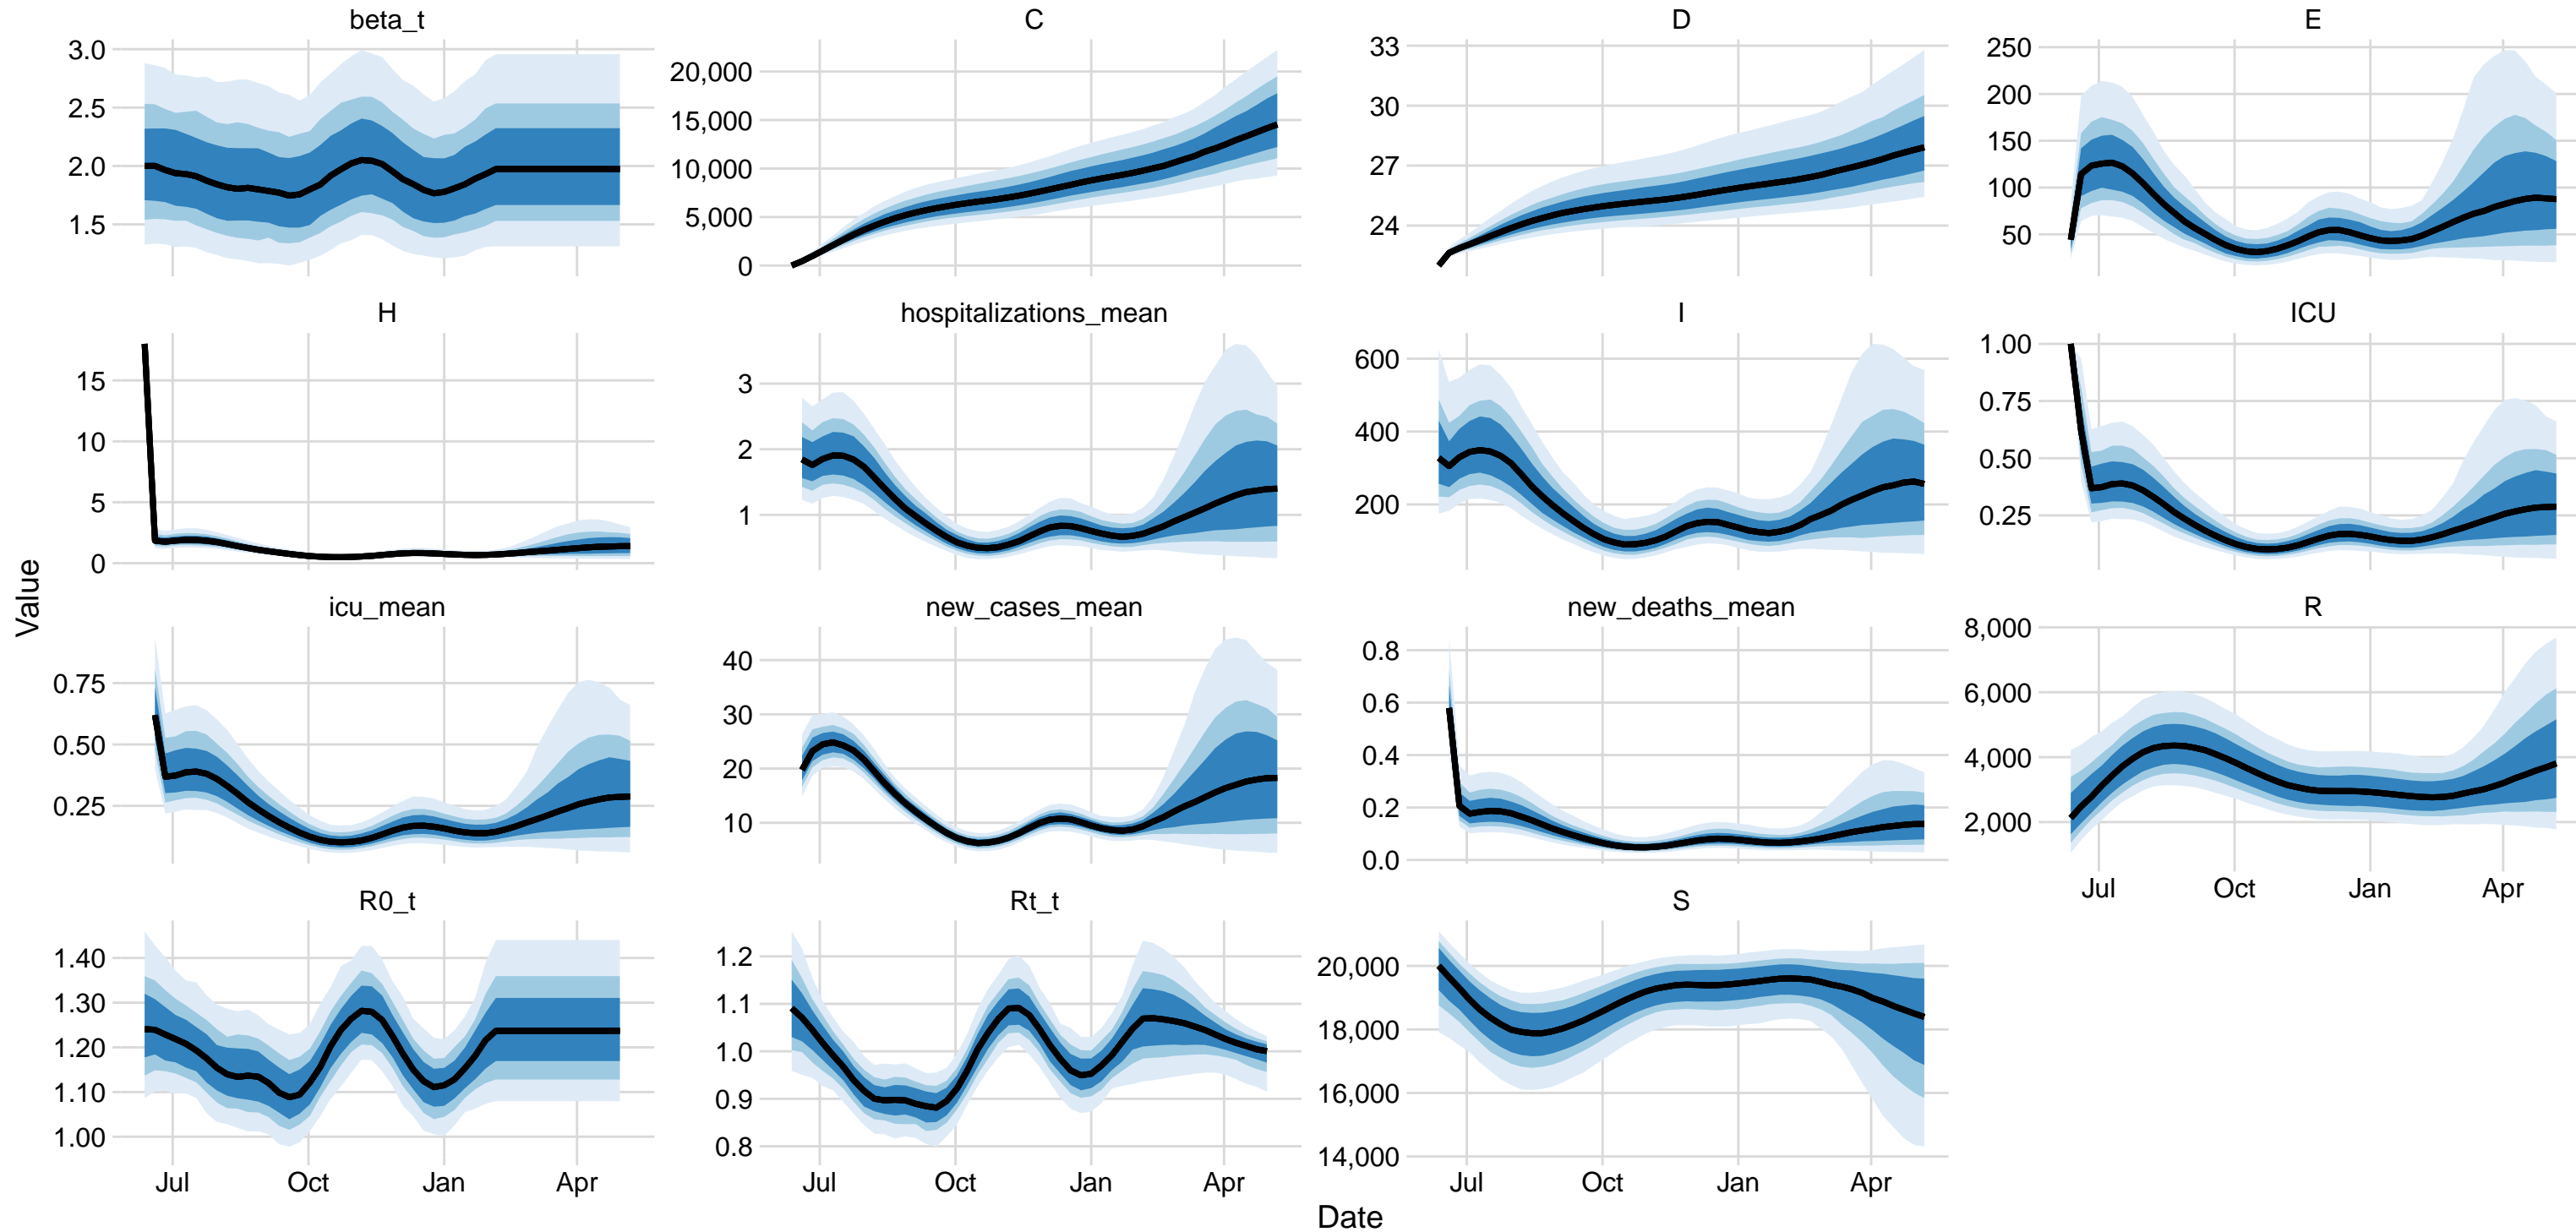 beta_t
C
D
E
3.0
2.5
2.0
1.5
20,000
15,000
10,000
5,000
0
33
30
27
24
250
200
150
100
50
H
hospitalizations_mean
I
ICU
15
10
5
0
3
2
1
600
400
200
1.00
0.75
0.50
0.25
Value
icu_mean
new_cases_mean
new_deaths_mean
R
0.75
0.50
0.25
40
30
20
10
0.8
0.6
0.4
0.2
0.0
8,000
6,000
4,000
2,000
Jul Oct Jan Apr
R0_t
Rt_t
S
1.40
1.30
1.20
1.10
1.00
1.2
1.1
1.0
0.9
0.8
20,000
18,000
16,000
14,000
Jul Oct Jan Apr
Jul Oct Jan Apr
Jul Oct Jan Apr
Date